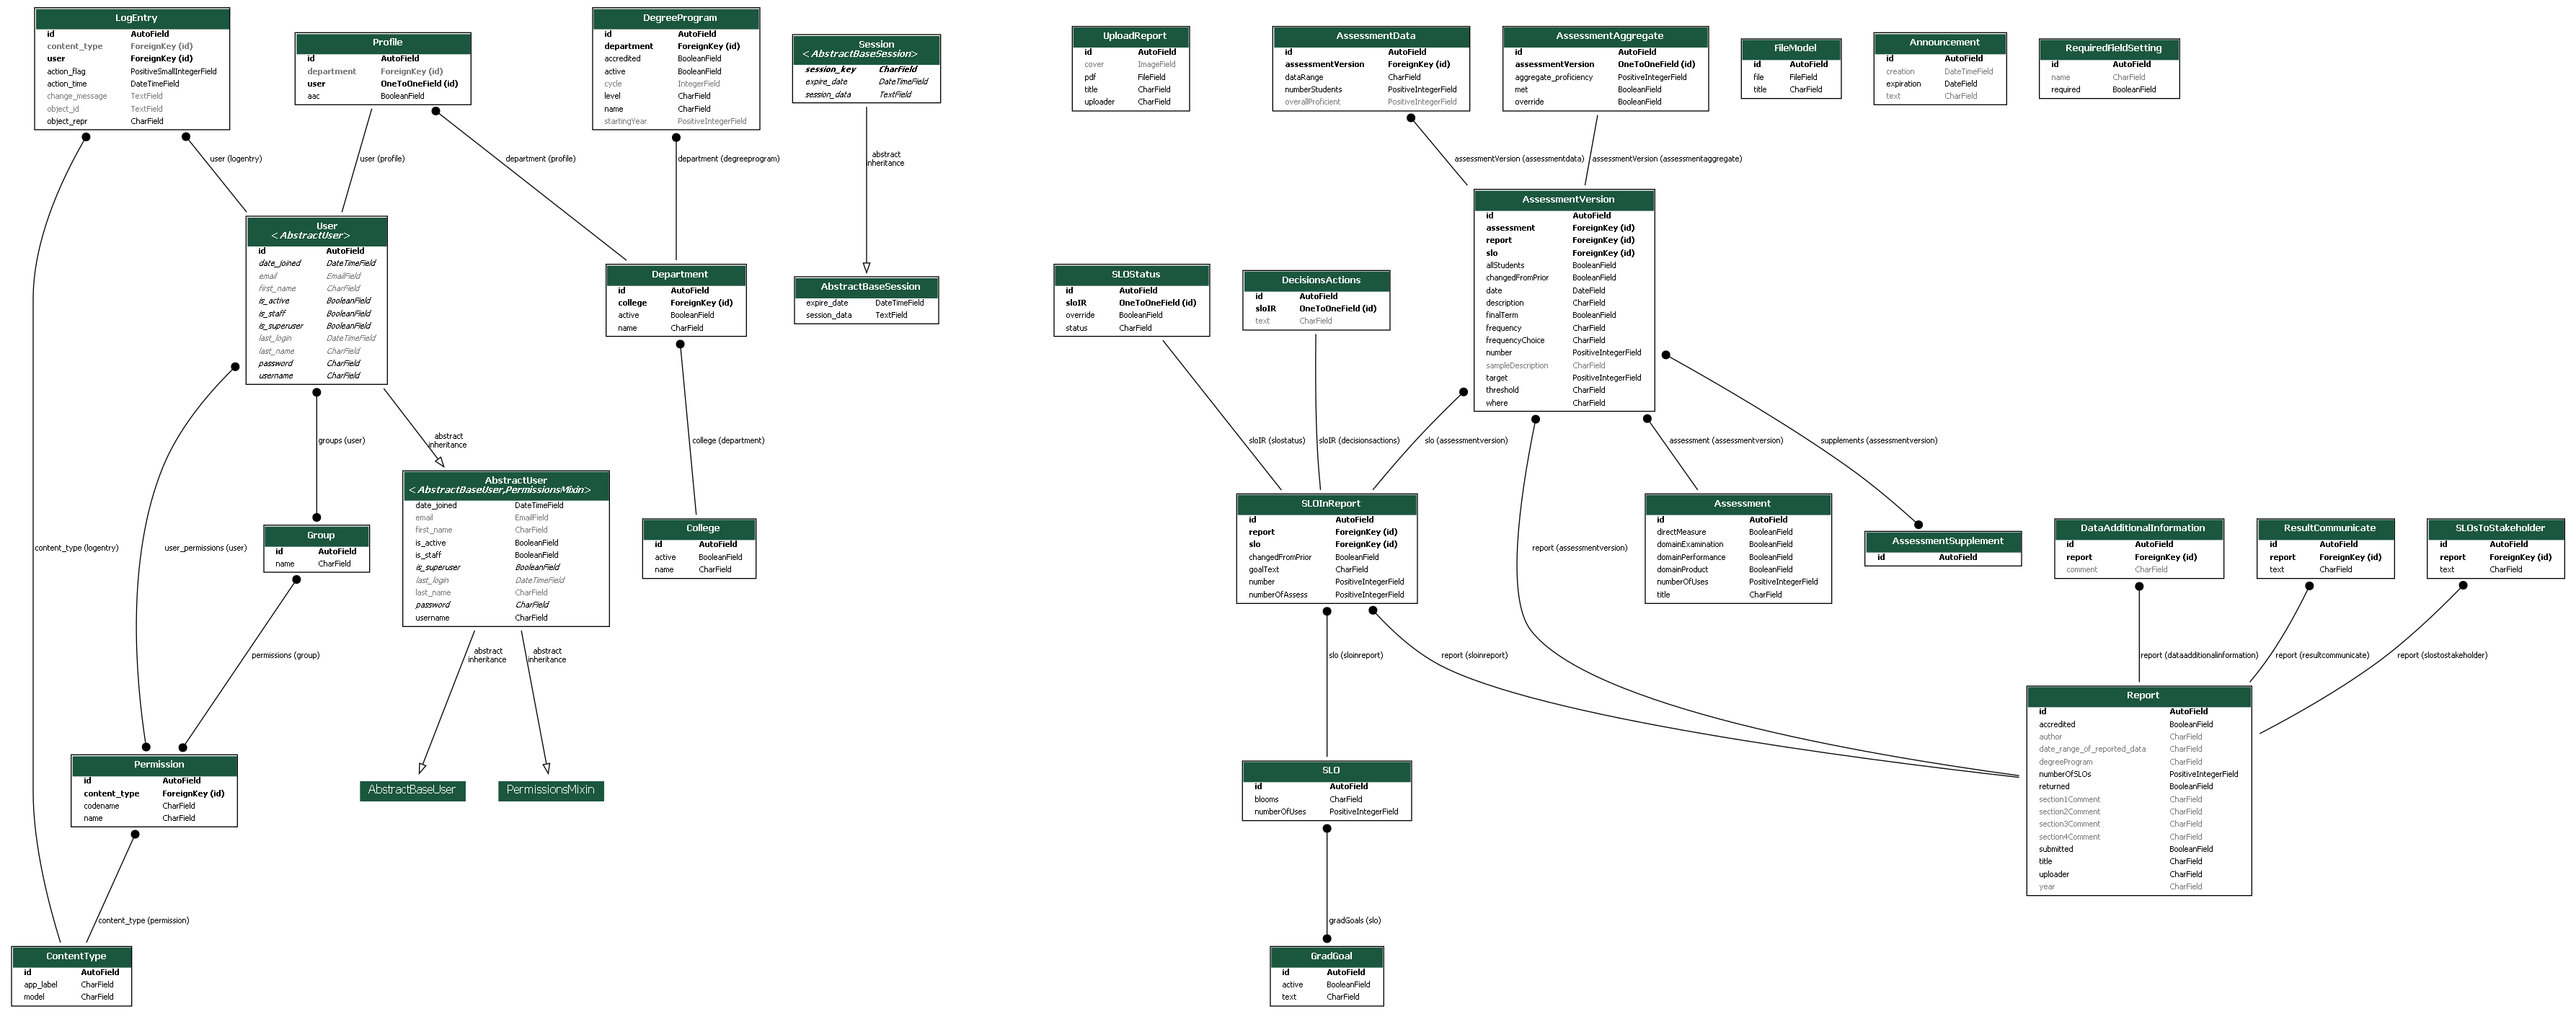 LogEntry
id AutoField
content_type ForeignKey (id)
user ForeignKey (id)
action_flag PositiveSmallIntegerField
action_time DateTimeField
change_message TextField
object_id TextField
object_repr CharField
Profile
id AutoField
department ForeignKey (id)
user OneToOneField (id)
aac BooleanField
DegreeProgram
id AutoField
department ForeignKey (id)
accredited BooleanField
active BooleanField
cycle IntegerField
level CharField
name CharField
startingYear PositiveIntegerField
Session
<AbstractBaseSession>
session_key CharField
expire_date DateTimeField
session_data TextField
UploadReport
id AutoField
cover ImageField
pdf FileField
title CharField
uploader CharField
AssessmentData
id AutoField
assessmentVersion ForeignKey (id)
dataRange CharField
numberStudents PositiveIntegerField
overallProficient PositiveIntegerField
AssessmentAggregate
id AutoField
assessmentVersion OneToOneField (id)
aggregate_proficiency PositiveIntegerField
met BooleanField
override BooleanField
FileModel
id AutoField
file FileField
title CharField
Announcement
id AutoField
creation DateTimeField
expiration DateField
text CharField
RequiredFieldSetting
id AutoField
name CharField
required BooleanField
user (logentry)
user (profile)
department (profile)
department (degreeprogram)
abstract
inheritance
assessmentVersion (assessmentdata)
assessmentVersion (assessmentaggregate)
User
<AbstractUser>
id AutoField
date_joined DateTimeField
email EmailField
first_name CharField
is_active BooleanField
is_staff BooleanField
is_superuser BooleanField
last_login DateTimeField
last_name CharField
password CharField
username CharField
Department
id AutoField
college ForeignKey (id)
active BooleanField
name CharField
AbstractBaseSession
expire_date DateTimeField
session_data TextField
SLOStatus
id AutoField
sloIR OneToOneField (id)
override BooleanField
status CharField
DecisionsActions
id AutoField
sloIR OneToOneField (id)
text CharField
AssessmentVersion
id AutoField
assessment ForeignKey (id)
report ForeignKey (id)
slo ForeignKey (id)
allStudents BooleanField
changedFromPrior BooleanField
date DateField
description CharField
finalTerm BooleanField
frequency CharField
frequencyChoice CharField
number PositiveIntegerField
sampleDescription CharField
target PositiveIntegerField
threshold CharField
where CharField
groups (user)
abstract
inheritance
college (department)
sloIR (slostatus)
sloIR (decisionsactions)
slo (assessmentversion)
assessment (assessmentversion)
supplements (assessmentversion)
content_type (logentry)
user_permissions (user)
Group
id AutoField
name CharField
AbstractUser
<AbstractBaseUser,PermissionsMixin>
date_joined DateTimeField
email EmailField
first_name CharField
is_active BooleanField
is_staff BooleanField
is_superuser BooleanField
last_login DateTimeField
last_name CharField
password CharField
username CharField
College
id AutoField
active BooleanField
name CharField
SLOInReport
id AutoField
report ForeignKey (id)
slo ForeignKey (id)
changedFromPrior BooleanField
goalText CharField
number PositiveIntegerField
numberOfAssess PositiveIntegerField
report (assessmentversion)
Assessment
id AutoField
directMeasure BooleanField
domainExamination BooleanField
domainPerformance BooleanField
domainProduct BooleanField
numberOfUses PositiveIntegerField
title CharField
AssessmentSupplement
id AutoField
DataAdditionalInformation
id AutoField
report ForeignKey (id)
comment CharField
ResultCommunicate
id AutoField
report ForeignKey (id)
text CharField
SLOsToStakeholder
id AutoField
report ForeignKey (id)
text CharField
permissions (group)
abstract
inheritance
abstract
inheritance
slo (sloinreport)
report (sloinreport)
report (dataadditionalinformation)
report (resultcommunicate)
report (slostostakeholder)
Permission
id AutoField
content_type ForeignKey (id)
codename CharField
name CharField
AbstractBaseUser
PermissionsMixin
SLO
id AutoField
blooms CharField
numberOfUses PositiveIntegerField
Report
id AutoField
accredited BooleanField
author CharField
date_range_of_reported_data CharField
degreeProgram CharField
numberOfSLOs PositiveIntegerField
returned BooleanField
section1Comment CharField
section2Comment CharField
section3Comment CharField
section4Comment CharField
submitted BooleanField
title CharField
uploader CharField
year CharField
content_type (permission)
gradGoals (slo)
ContentType
id AutoField
app_label CharField
model CharField
GradGoal
id AutoField
active BooleanField
text CharField